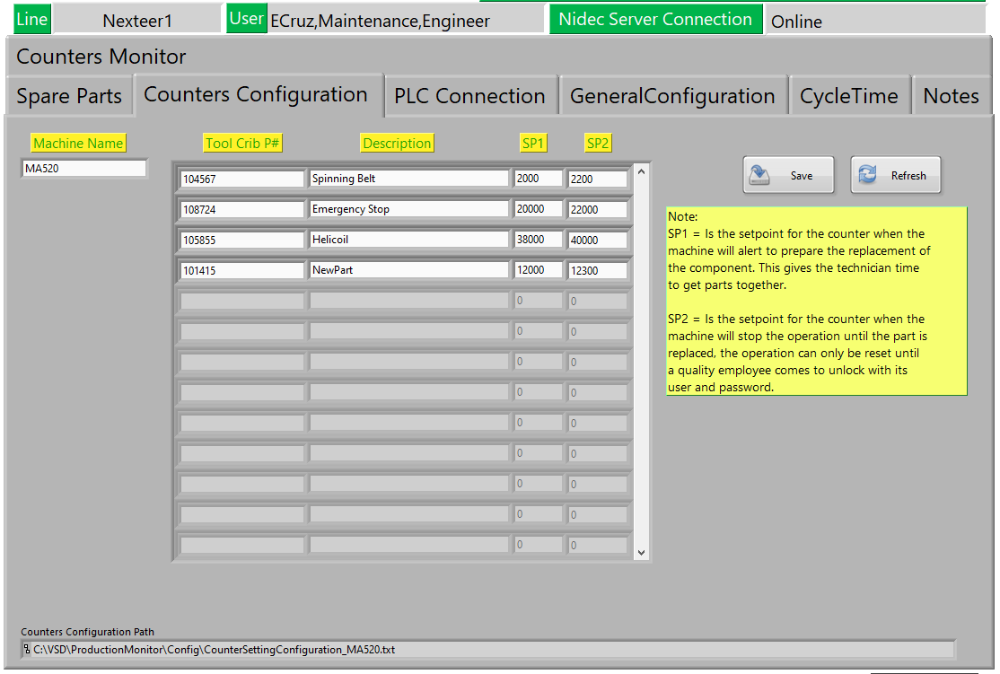 Line Nexteer1 User ECruz,Maintenance,Engineer Nidec Server Connection Online
Counters Monitor
Spare Parts Counters Configuration PLC Connection GeneralConfiguration CycleTime Notes
Machine Name Tool Crib P# Description SP1 SP2
MA520
104567 Spinning Belt 2000 2200
108724 Emergency Stop 20000 22000
105855 Helicoil 38000 40000
101415 NewPart 12000 12300
0 0
0 0
0 0
0 0
0 0
0 0
0 0
0 0
0 0
Save Refresh
Note:
SP1 = Is the setpoint for the counter when the
machine will alert to prepare the replacement of
the component. This gives the technician time
to get parts together.
SP2 = Is the setpoint for the counter when the
machine will stop the operation until the part is
replaced, the operation can only be reset until
a quality employee comes to unlock with its
user and password.
Counters Configuration Path
C:\VSD\ProductionMonitor\Config\CounterSettingConfiguration_MA520.txt